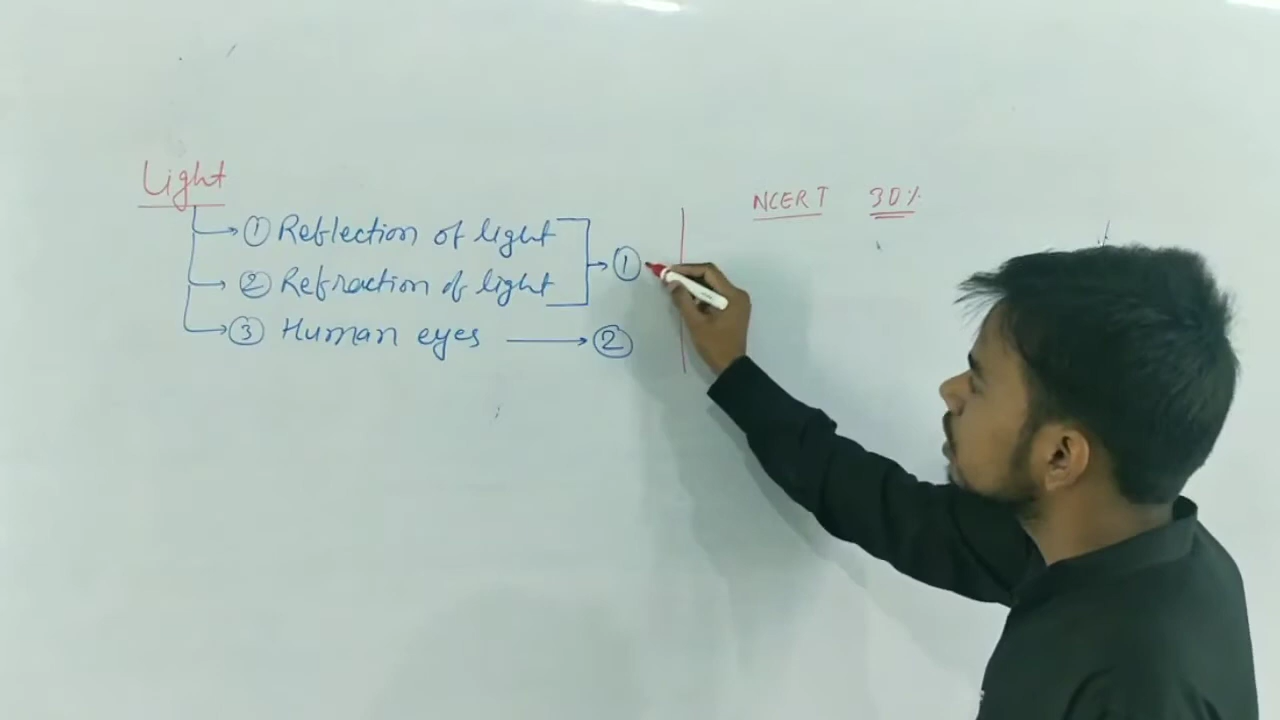 Light
① Reflection of light
② Refraction of light
①
③ Human eyes → ②
NCERT 30%